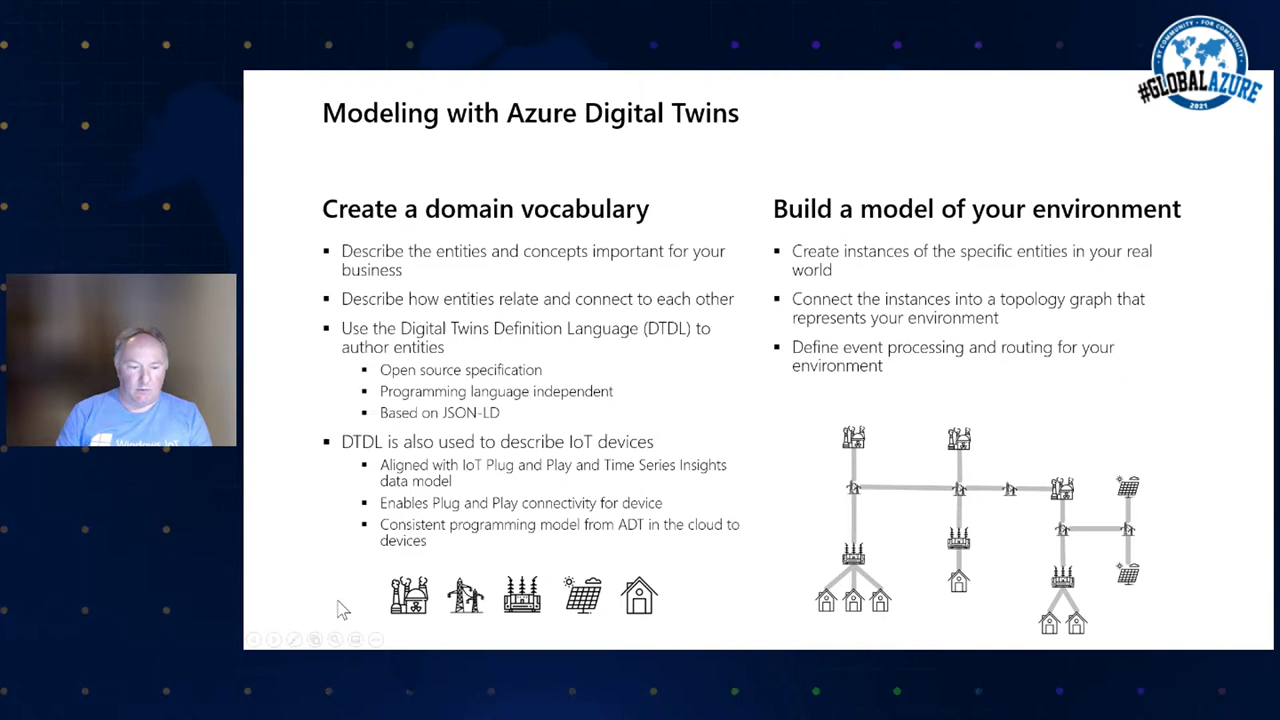 BY COMMUNITY • FOR COMMUNITY
#GLOBALAZURE
2021
Modeling with Azure Digital Twins
Create a domain vocabulary
Describe the entities and concepts important for your
business
Describe how entities relate and connect to each other
Use the Digital Twins Definition Language (DTDL) to
author entities
Open source specification
Programming language independent
Based on JSON-LD
DTDL is also used to describe IoT devices
Aligned with IoT Plug and Play and Time Series Insights
data model
Enables Plug and Play connectivity for device
Consistent programming model from ADT in the cloud to
devices
Build a model of your environment
Create instances of the specific entities in your real
world
Connect the instances into a topology graph that
represents your environment
Define event processing and routing for your
environment
Windows IoT